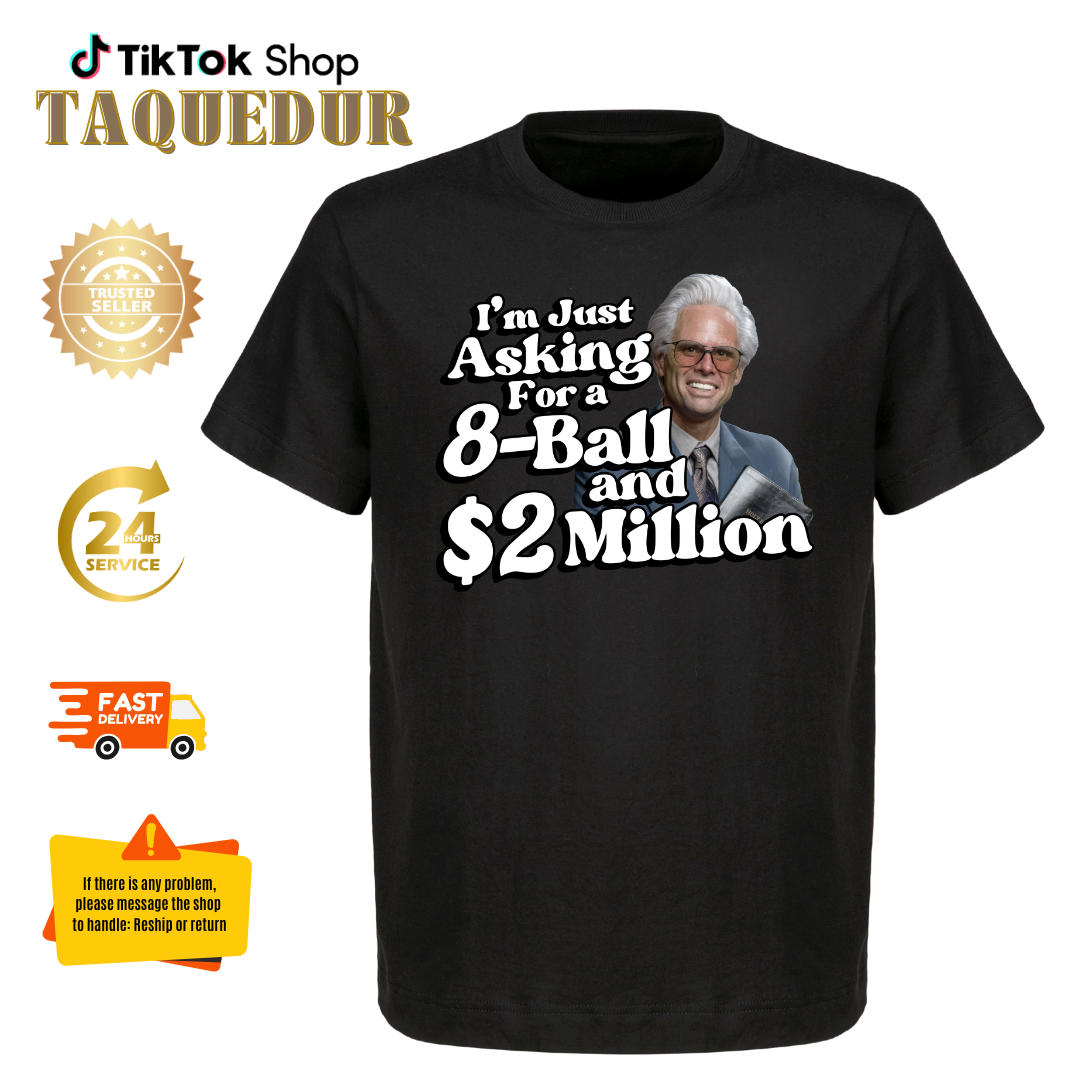 TikTok Shop
TAQUEDUR
TRUSTED
SELLER
24 HOURS
SERVICE
FAST
DELIVERY
If there is any problem,
please message the shop
to handle: Reship or return
I'm Just
Asking
For a
8-Ball
and
$2 Million